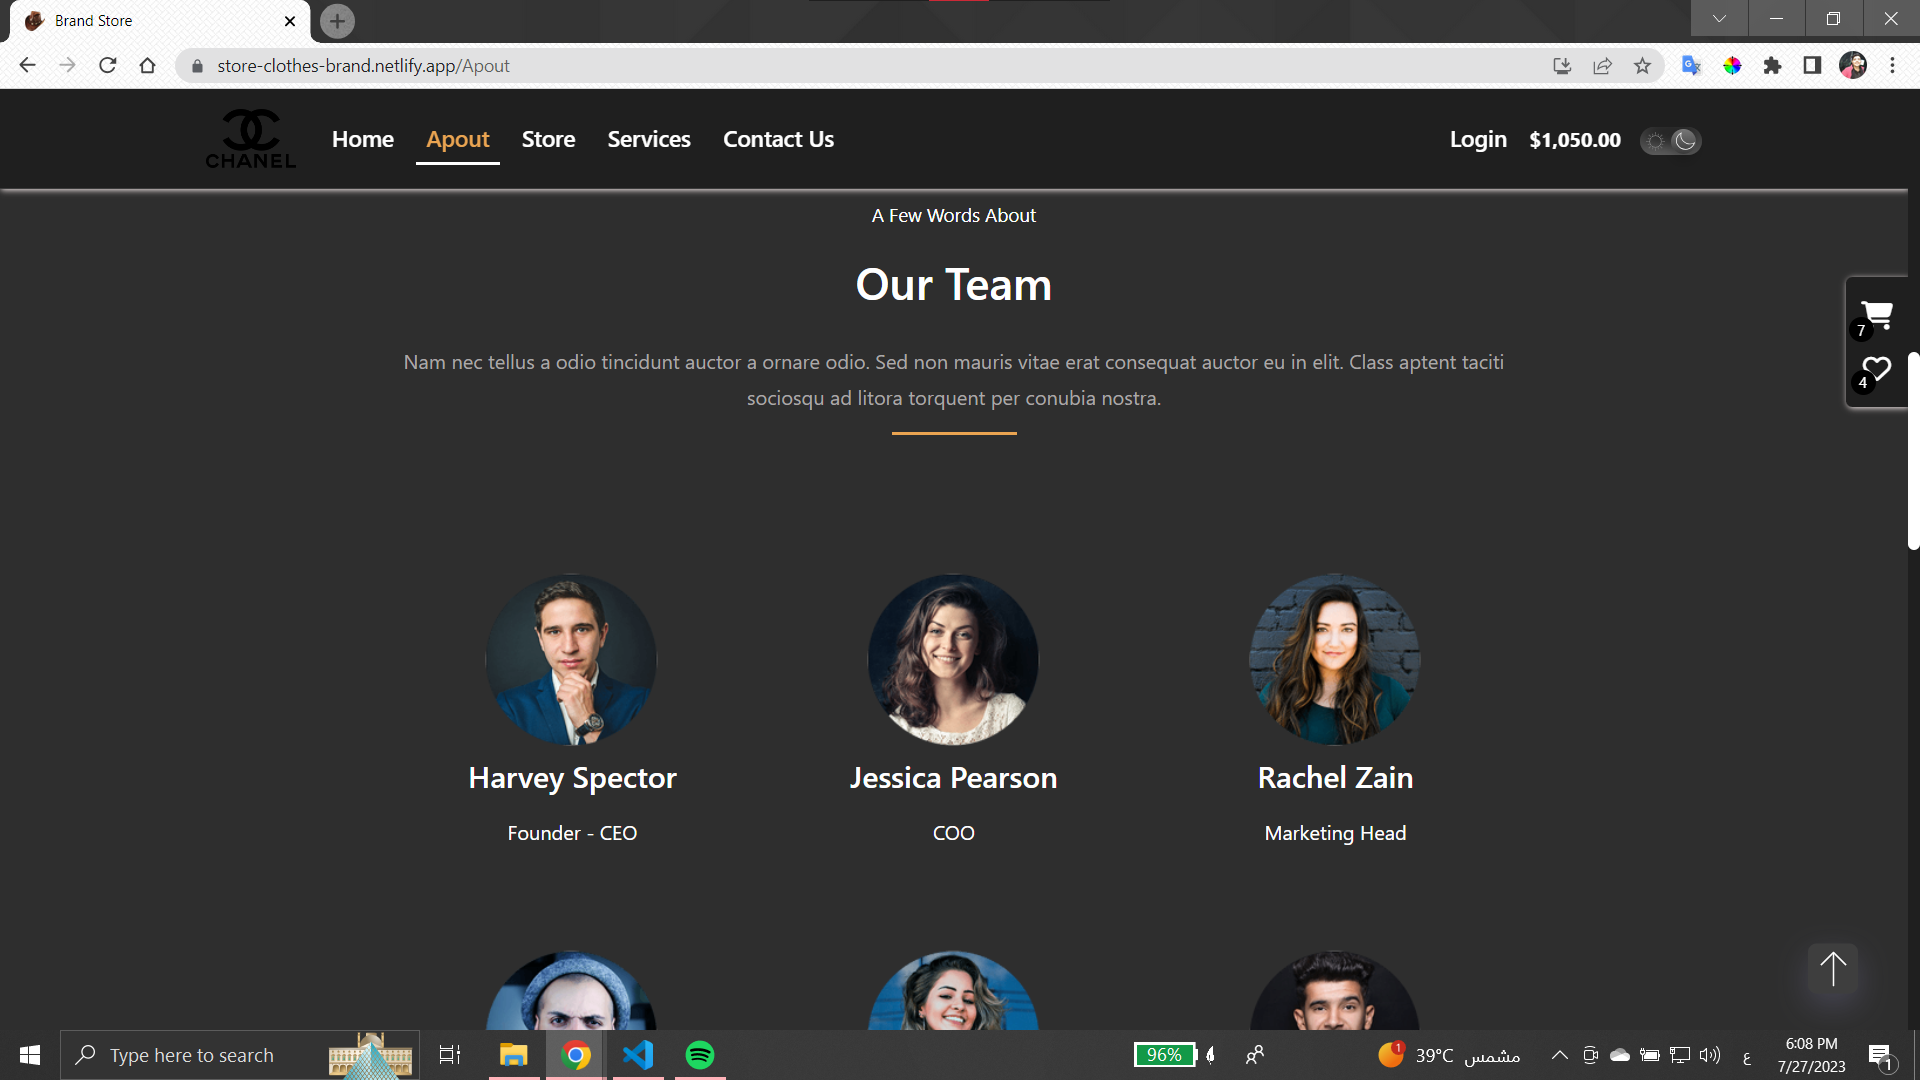 Brand Store
store-clothes-brand.netlify.app/Apout
CHANEL
Home
Apout
Store
Services
Contact Us
Login
$1,050.00
A Few Words About
Our Team
Nam nec tellus a odio tincidunt auctor a ornare odio. Sed non mauris vitae erat consequat auctor eu in elit. Class aptent taciti
sociosqu ad litora torquent per conubia nostra.
7
4
Harvey Spector
Jessica Pearson
Rachel Zain
Founder - CEO
COO
Marketing Head
Type here to search
96%
1
39°C مشمس
ع
6:08 PM
7/27/2023
1